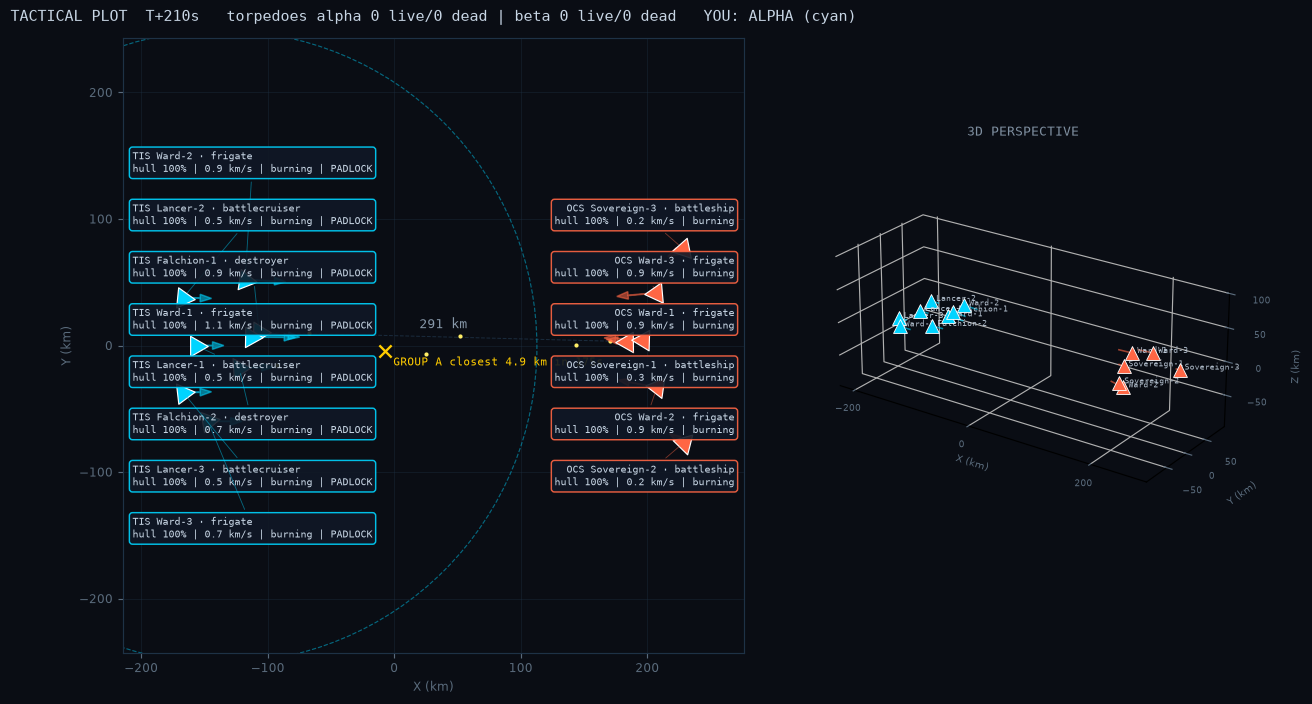 TACTICAL PLOT  T+210s   torpedoes alpha 0 live/0 dead | beta 0 live/0 dead   YOU: ALPHA (cyan)
200
100
0
−100
−200
Y (km)
−200
−100
0
100
200
X (km)
TIS Ward-2 · frigate
hull 100% | 0.9 km/s | burning | PADLOCK
TIS Lancer-2 · battlecruiser
hull 100% | 0.5 km/s | burning | PADLOCK
TIS Falchion-1 · destroyer
hull 100% | 0.9 km/s | burning | PADLOCK
TIS Ward-1 · frigate
hull 100% | 1.1 km/s | burning | PADLOCK
TIS Lancer-1 · battlecruiser
hull 100% | 0.5 km/s | burning | PADLOCK
TIS Falchion-2 · destroyer
hull 100% | 0.7 km/s | burning | PADLOCK
TIS Lancer-3 · battlecruiser
hull 100% | 0.5 km/s | burning | PADLOCK
TIS Ward-3 · frigate
hull 100% | 0.7 km/s | burning | PADLOCK
291 km
GROUP A closest 4.9 km
OCS Sovereign-3 · battleship
hull 100% | 0.2 km/s | burning
OCS Ward-3 · frigate
hull 100% | 0.9 km/s | burning
OCS Ward-1 · frigate
hull 100% | 0.9 km/s | burning
OCS Sovereign-1 · battleship
hull 100% | 0.3 km/s | burning
OCS Ward-2 · frigate
hull 100% | 0.9 km/s | burning
OCS Sovereign-2 · battleship
hull 100% | 0.2 km/s | burning
3D PERSPECTIVE
Lancer-2
Ward-2
Ward-3
Sovereign-3
−200
0
200
X (km)
−50
0
50
Y (km)
100
50
0
−50
Z (km)